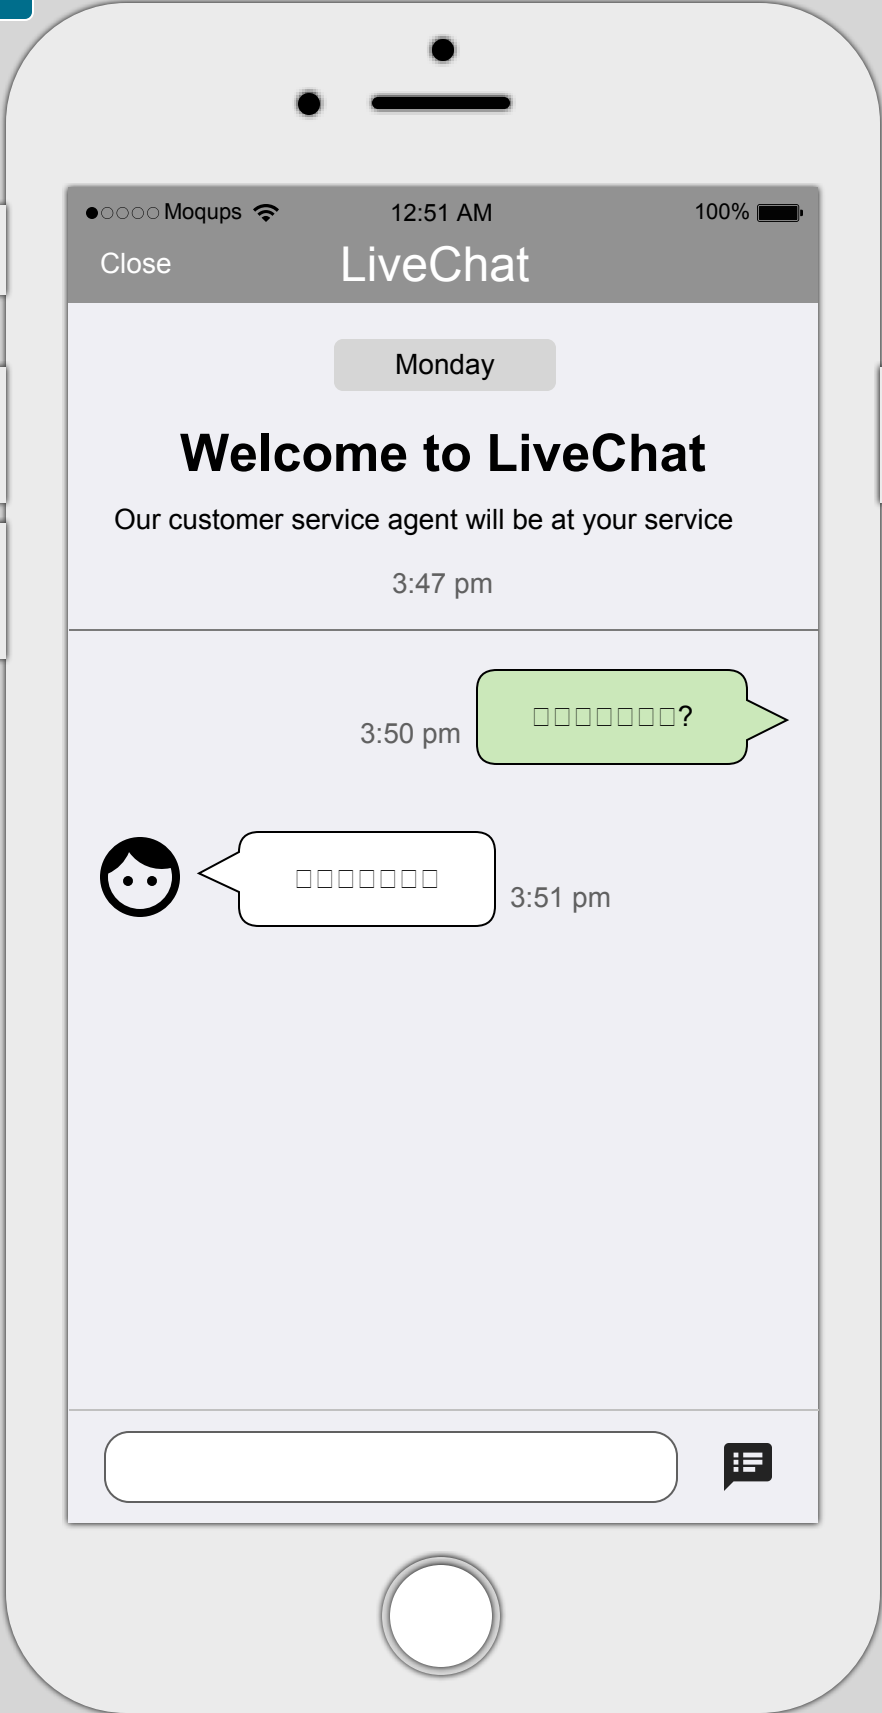 Moqups 12:51 AM 100%
Close LiveChat
Monday
Welcome to LiveChat
Our customer service agent will be at your service
3:47 pm
3:50 pm
3:51 pm